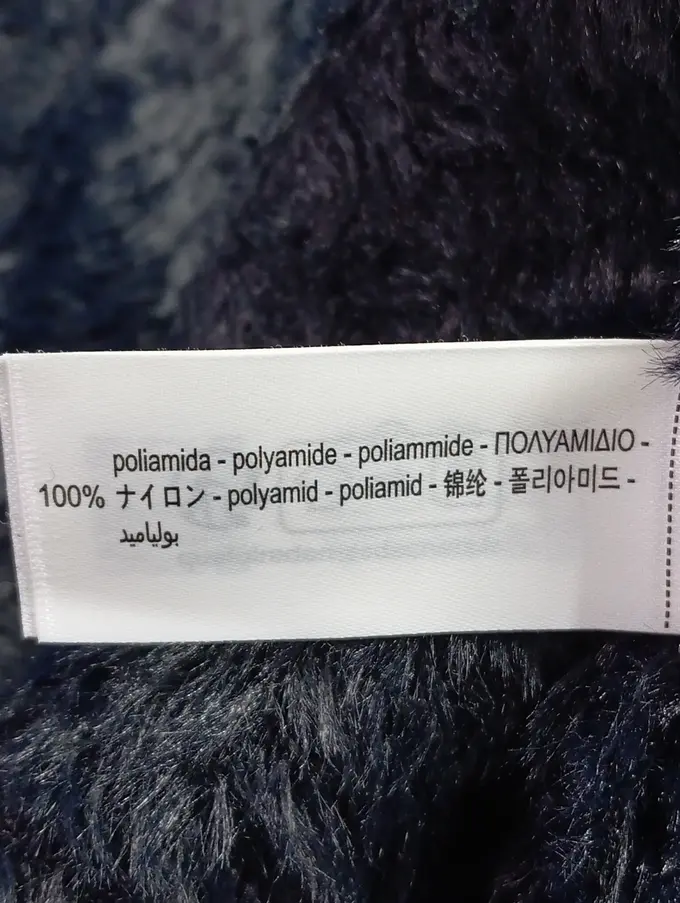 poliamida - polyamide - poliammide - ΠΟΛΥΑΜΙΔΙΟ -
100% ナイロン - polyamid - poliamid - 锦纶 - 폴리아미드 -
بولياميد